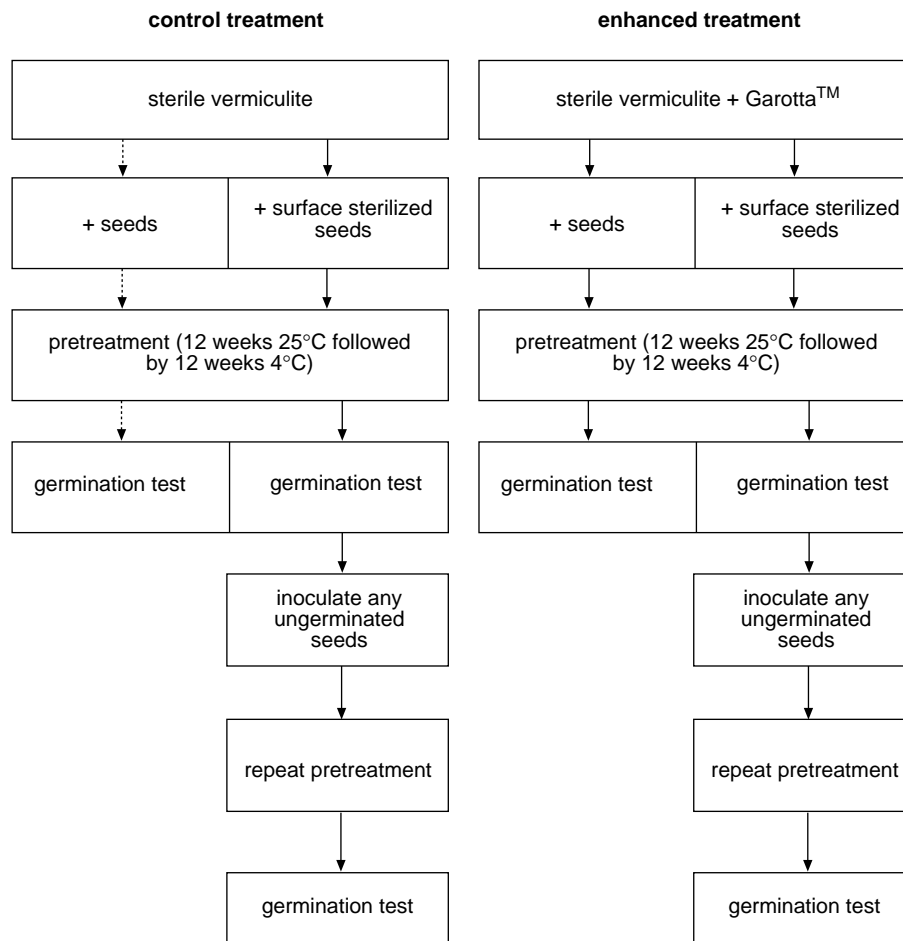 control treatment
enhanced treatment
sterile vermiculite
sterile vermiculite + Garotta™
+ seeds
+ surface sterilized
seeds
+ seeds
+ surface sterilized
seeds
pretreatment (12 weeks 25°C followed
by 12 weeks 4°C)
pretreatment (12 weeks 25°C followed
by 12 weeks 4°C)
germination test
germination test
germination test
germination test
inoculate any
ungerminated
seeds
inoculate any
ungerminated
seeds
repeat pretreatment
repeat pretreatment
germination test
germination test